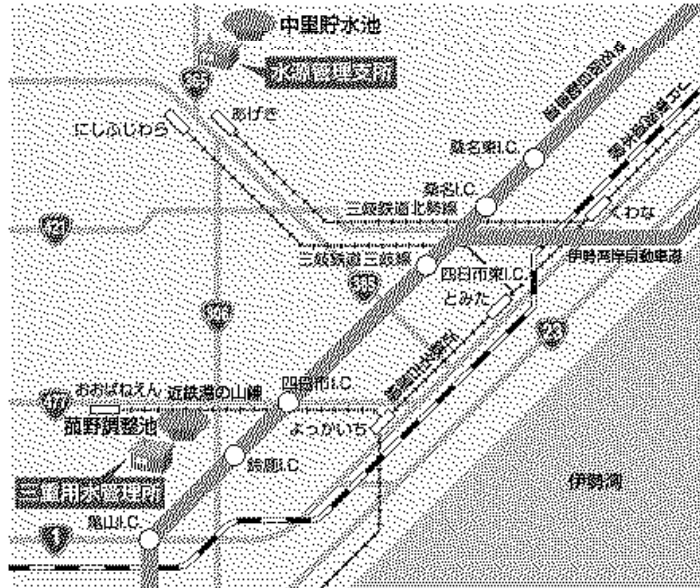 中里貯水池
水源管理支所
365
あげき
にしふじわら
桑名東I.C.
桑名I.C.
三岐鉄道北勢線
くわな
421
三岐鉄道三岐線
伊勢湾岸自動車道
四日市東I.C.
365
とみた
306
23
四日市I.C.
おおばねえん
近鉄湯の山線
477
菰野調整池
よっかいち
鈴鹿I.C
伊勢湾
三重用水管理所
亀山I.C.
1